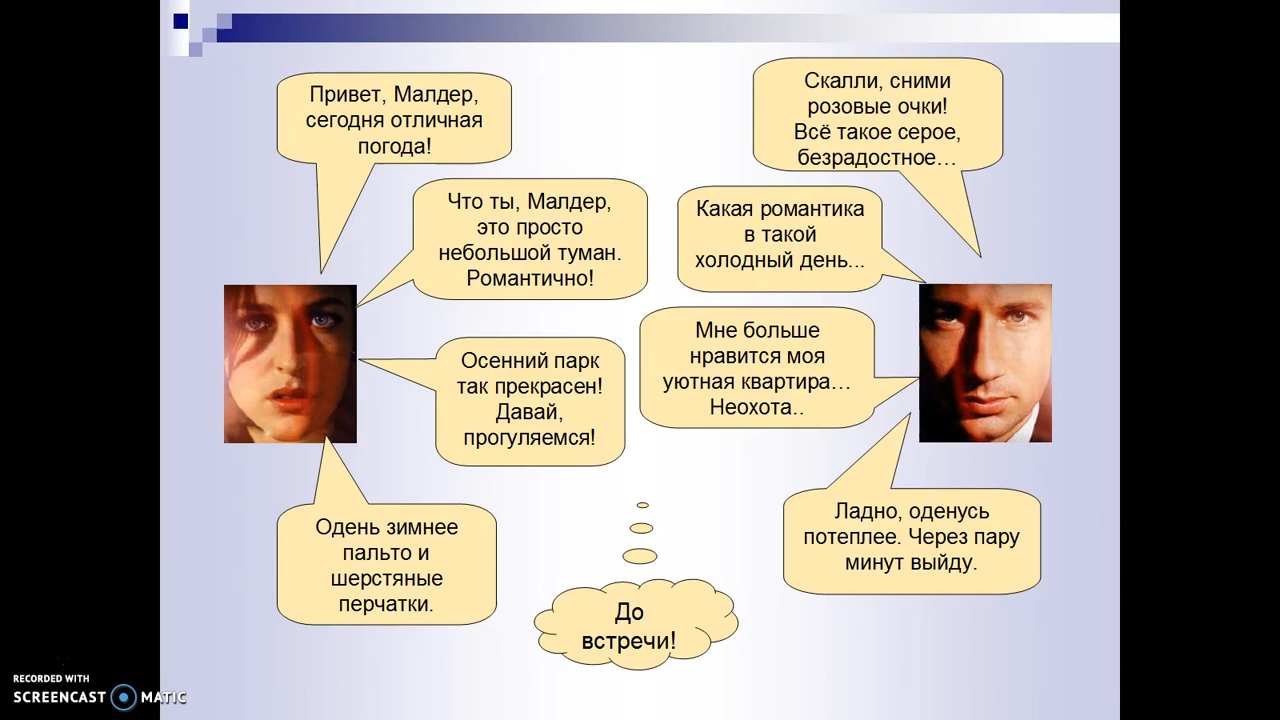 Привет, Малдер,
сегодня отличная
погода!
Скалли, сними
розовые очки!
Всё такое серое,
безрадостное…
Что ты, Малдер,
это просто
небольшой туман.
Романтично!
Какая романтика
в такой
холодный день...
Осенний парк
так прекрасен!
Давай,
прогуляемся!
Мне больше
нравится моя
уютная квартира…
Неохота..
Одень зимнее
пальто и
шерстяные
перчатки.
Ладно, оденусь
потеплее. Через пару
минут выйду.
До
встречи!
RECORDED WITH
SCREENCAST MATIC